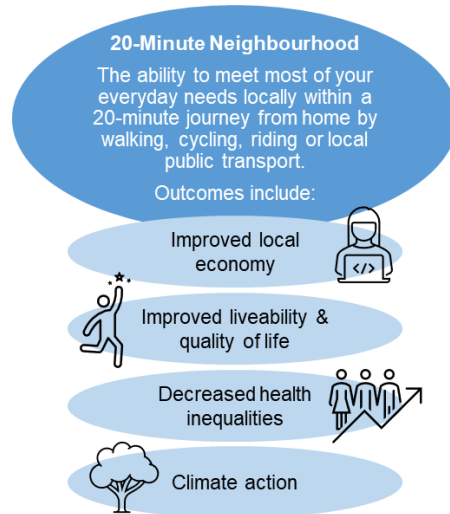 20-Minute Neighbourhood
The ability to meet most of your
everyday needs locally within a
20-minute journey from home by
walking, cycling, riding or local
public transport.
Outcomes include:
Improved local
economy
</>
Improved liveability &
quality of life
Decreased health
inequalities
Climate action